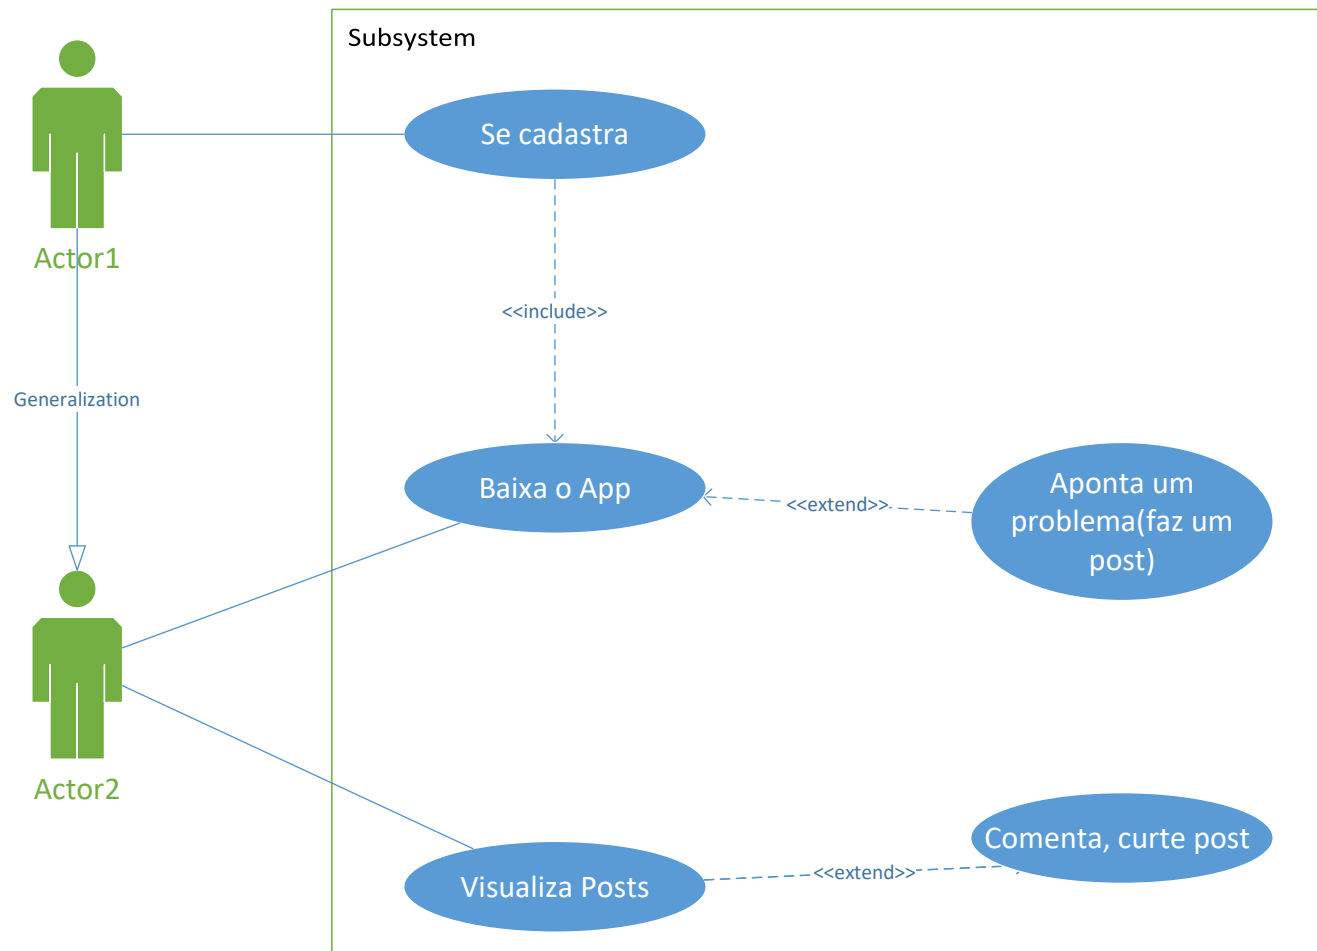 Subsystem
Se cadastra
Actor1
<<include>>
Generalization
Baixa o App
<<extend>>
Aponta um
problema(faz um
post)
Actor2
Comenta, curte post
<<extend>>
Visualiza Posts